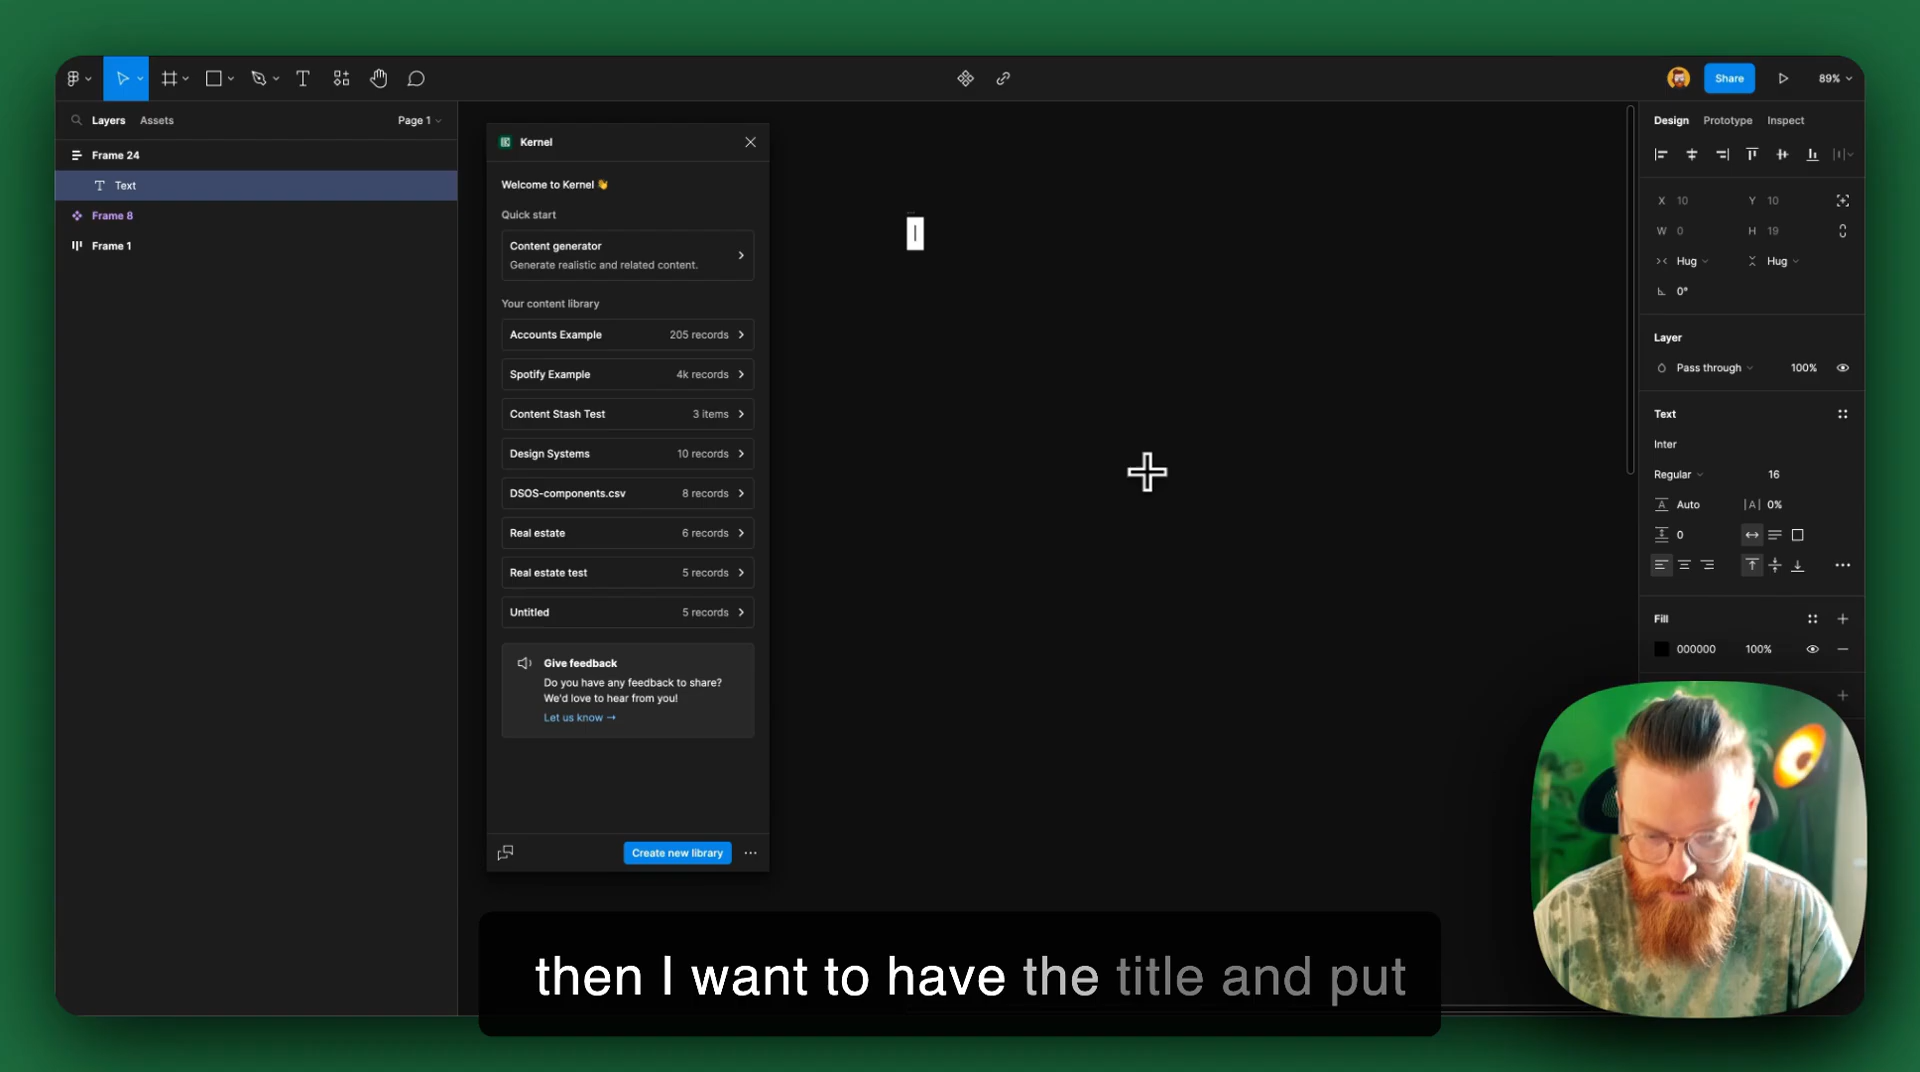 Share
89%
Layers
Assets
Page 1
Frame 24
Text
Frame 8
Frame 1
Kernel
Welcome to Kernel 👋
Quick start
Content generator
Generate realistic and related content.
Your content library
Accounts Example 205 records
Spotify Example 4k records
Content Stash Test 3 items
Design Systems 10 records
DSOS-components.csv 8 records
Real estate 6 records
Real estate test 5 records
Untitled 5 records
Give feedback
Do you have any feedback to share?
We'd love to hear from you!
Let us know →
Create new library
Design
Prototype
Inspect
X 10 Y 10
W 0 H 19
Hug Hug
0°
Layer
Pass through 100%
Text
Inter
Regular 16
Auto |A| 0%
0
Fill
000000 100%
then I want to have the title and put